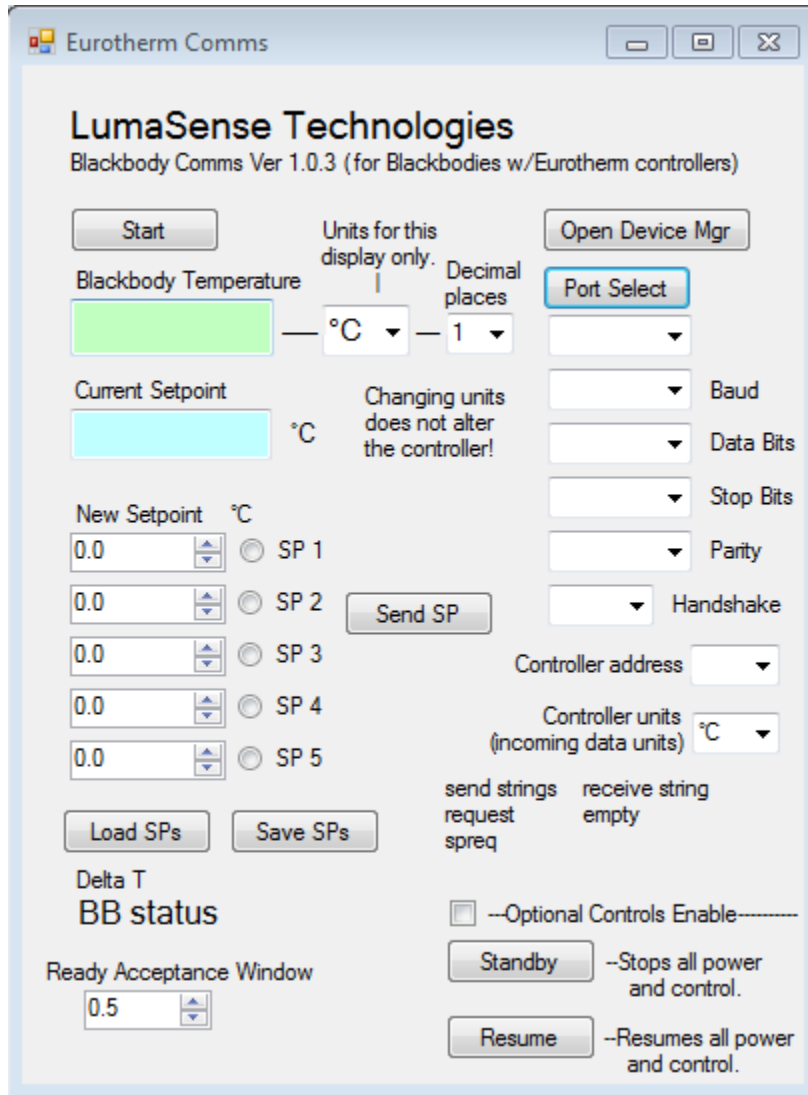 Eurotherm Comms
LumaSense Technologies
Blackbody Comms Ver 1.0.3 (for Blackbodies w/Eurotherm controllers)
Start
Units for this
display only.
|
Open Device Mgr
Blackbody Temperature
Decimal
places
Port Select
°C
1
Current Setpoint
°C
Changing units
does not alter
the controller!
Baud
Data Bits
Stop Bits
Parity
Handshake
New Setpoint °C
0.0 SP 1
0.0 SP 2
0.0 SP 3
0.0 SP 4
0.0 SP 5
Send SP
Controller address
Controller units
(incoming data units)
°C
send strings
request
spreq
receive string
empty
Load SPs
Save SPs
Delta T
BB status
Ready Acceptance Window
0.5
---Optional Controls Enable----------
Standby
--Stops all power
and control.
Resume
--Resumes all power
and control.